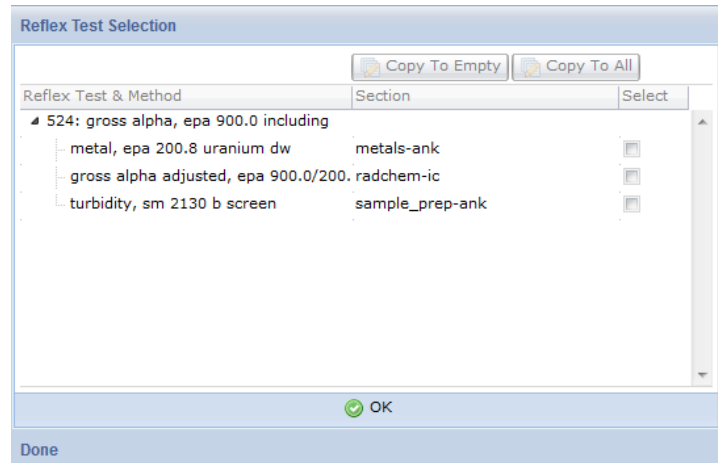 Reflex Test Selection
Copy To Empty Copy To All
Reflex Test & Method Section Select
524: gross alpha, epa 900.0 including
metal, epa 200.8 uranium dw metals-ank
gross alpha adjusted, epa 900.0/200. radchem-ic
turbidity, sm 2130 b screen sample_prep-ank
OK
Done